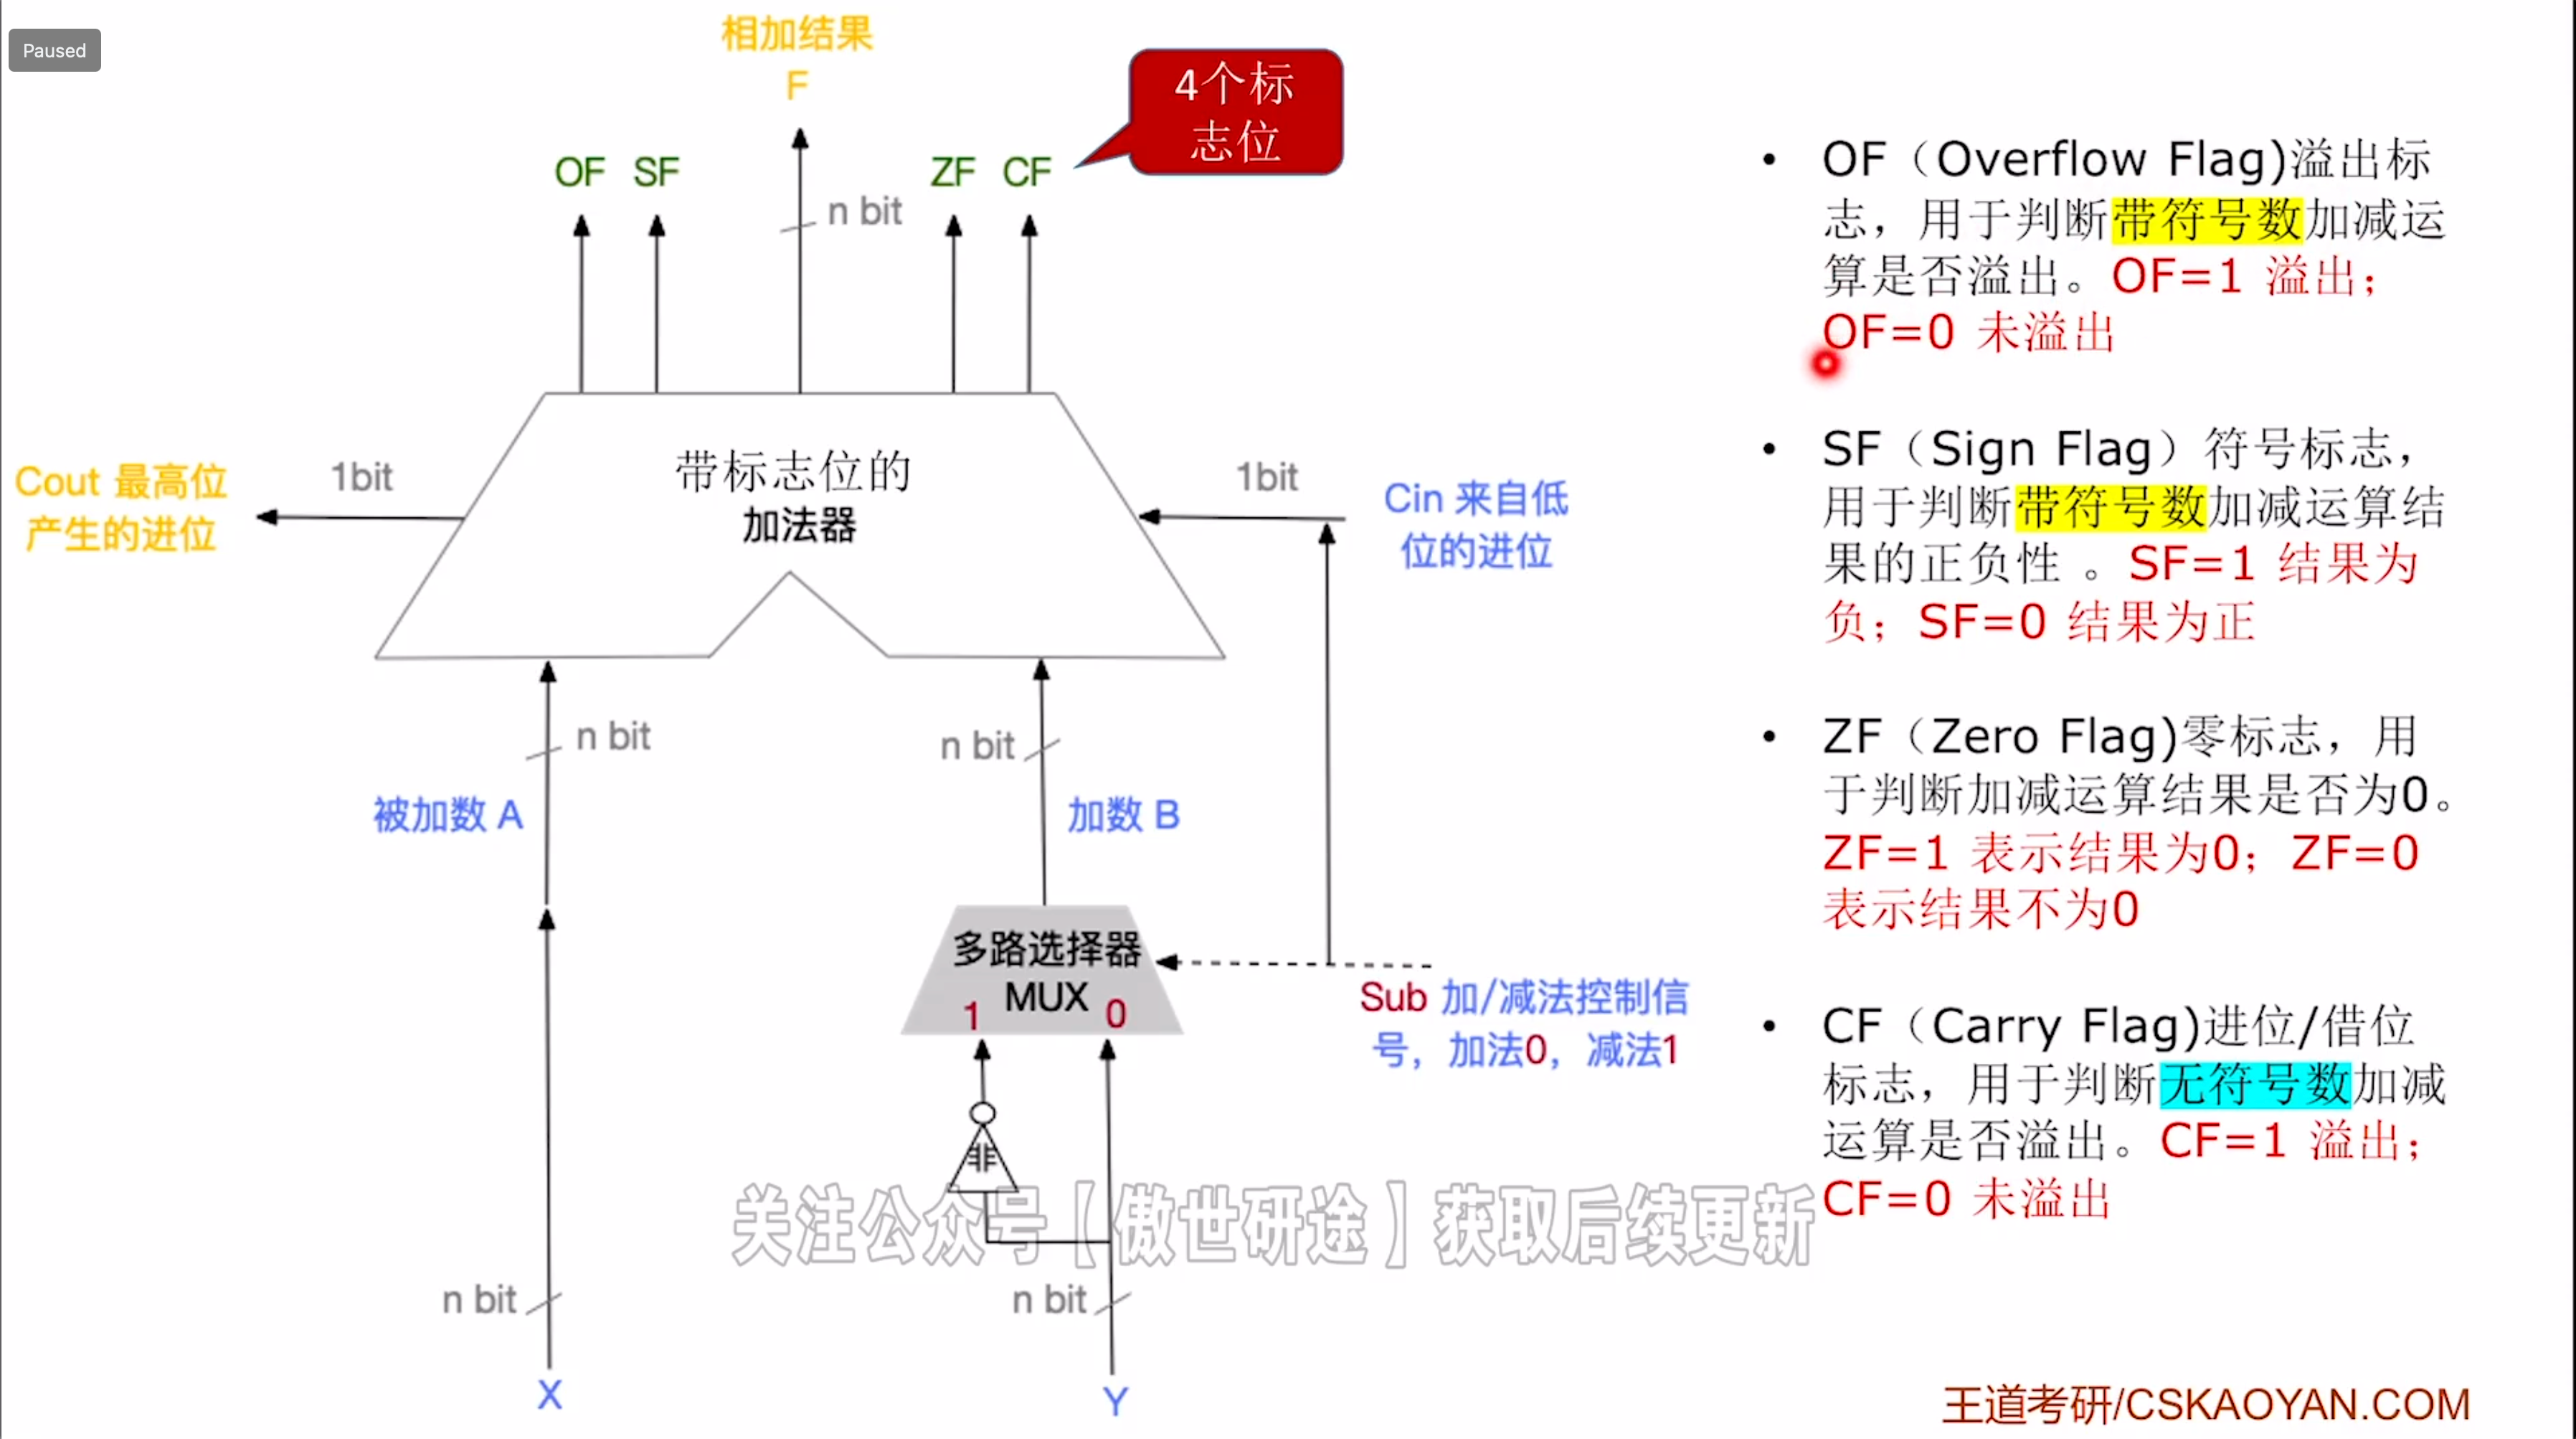 Paused
相加结果
F
4个标
志位
OF SF
ZF CF
n bit
Cout 最高位
产生的进位
1bit
带标志位的
加法器
1bit
Cin 来自低
位的进位
n bit
n bit
被加数 A
加数 B
多路选择器
MUX
1
0
Sub 加/减法控制信
号，加法0，减法1
非
n bit
n bit
X
Y
• OF（Overflow Flag)溢出标
志，用于判断带符号数加减运
算是否溢出。OF=1 溢出；
OF=0 未溢出
• SF（Sign Flag）符号标志，
用于判断带符号数加减运算结
果的正负性 。SF=1 结果为
负；SF=0 结果为正
• ZF（Zero Flag)零标志，用
于判断加减运算结果是否为0。
ZF=1 表示结果为0；ZF=0
表示结果不为0
• CF（Carry Flag)进位/借位
标志，用于判断无符号数加减
运算是否溢出。CF=1 溢出；
CF=0 未溢出
关注公众号【傲世研途】获取后续更新
王道考研/CSKAOYAN.COM